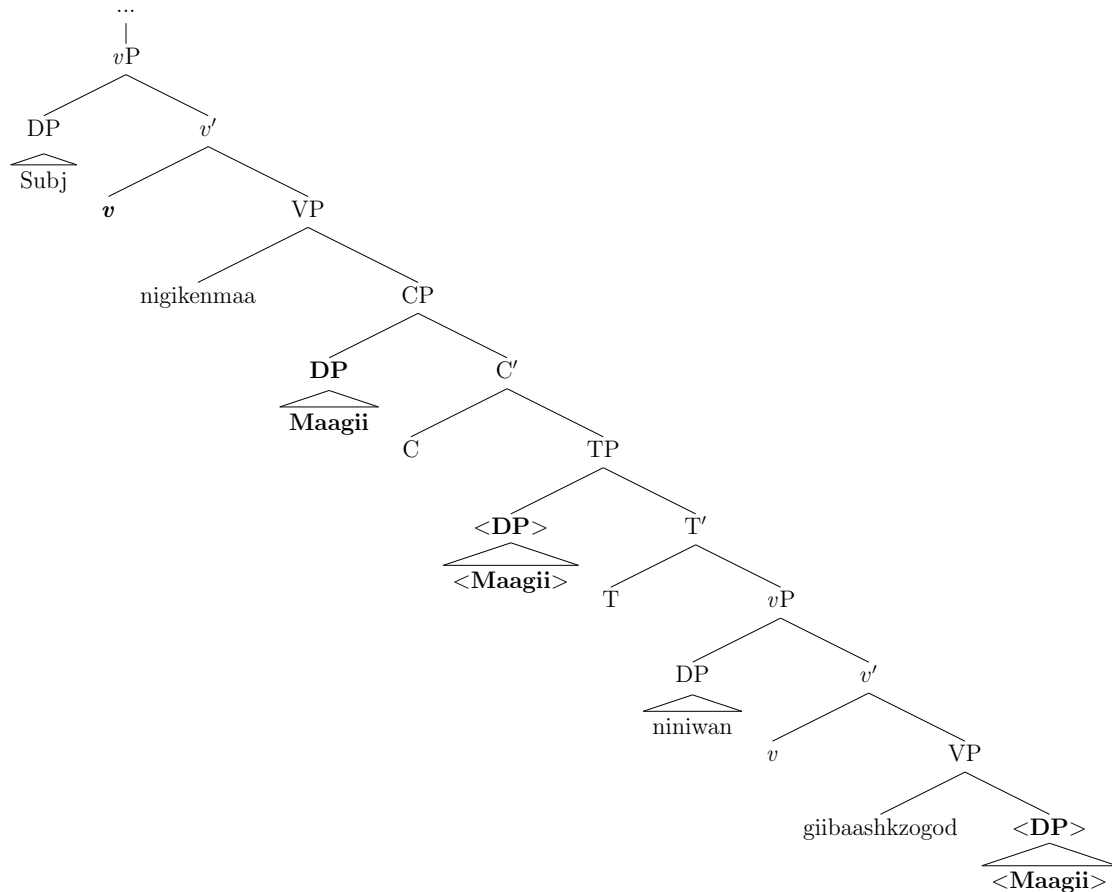 ...
vP
DP
v′
Subj
v
VP
nigikenmaa
CP
DP
C′
Maagii
C
TP
<DP>
T′
<Maagii>
T
vP
DP
v′
niniwan
v
VP
giibaashkzogod
<DP>
<Maagii>